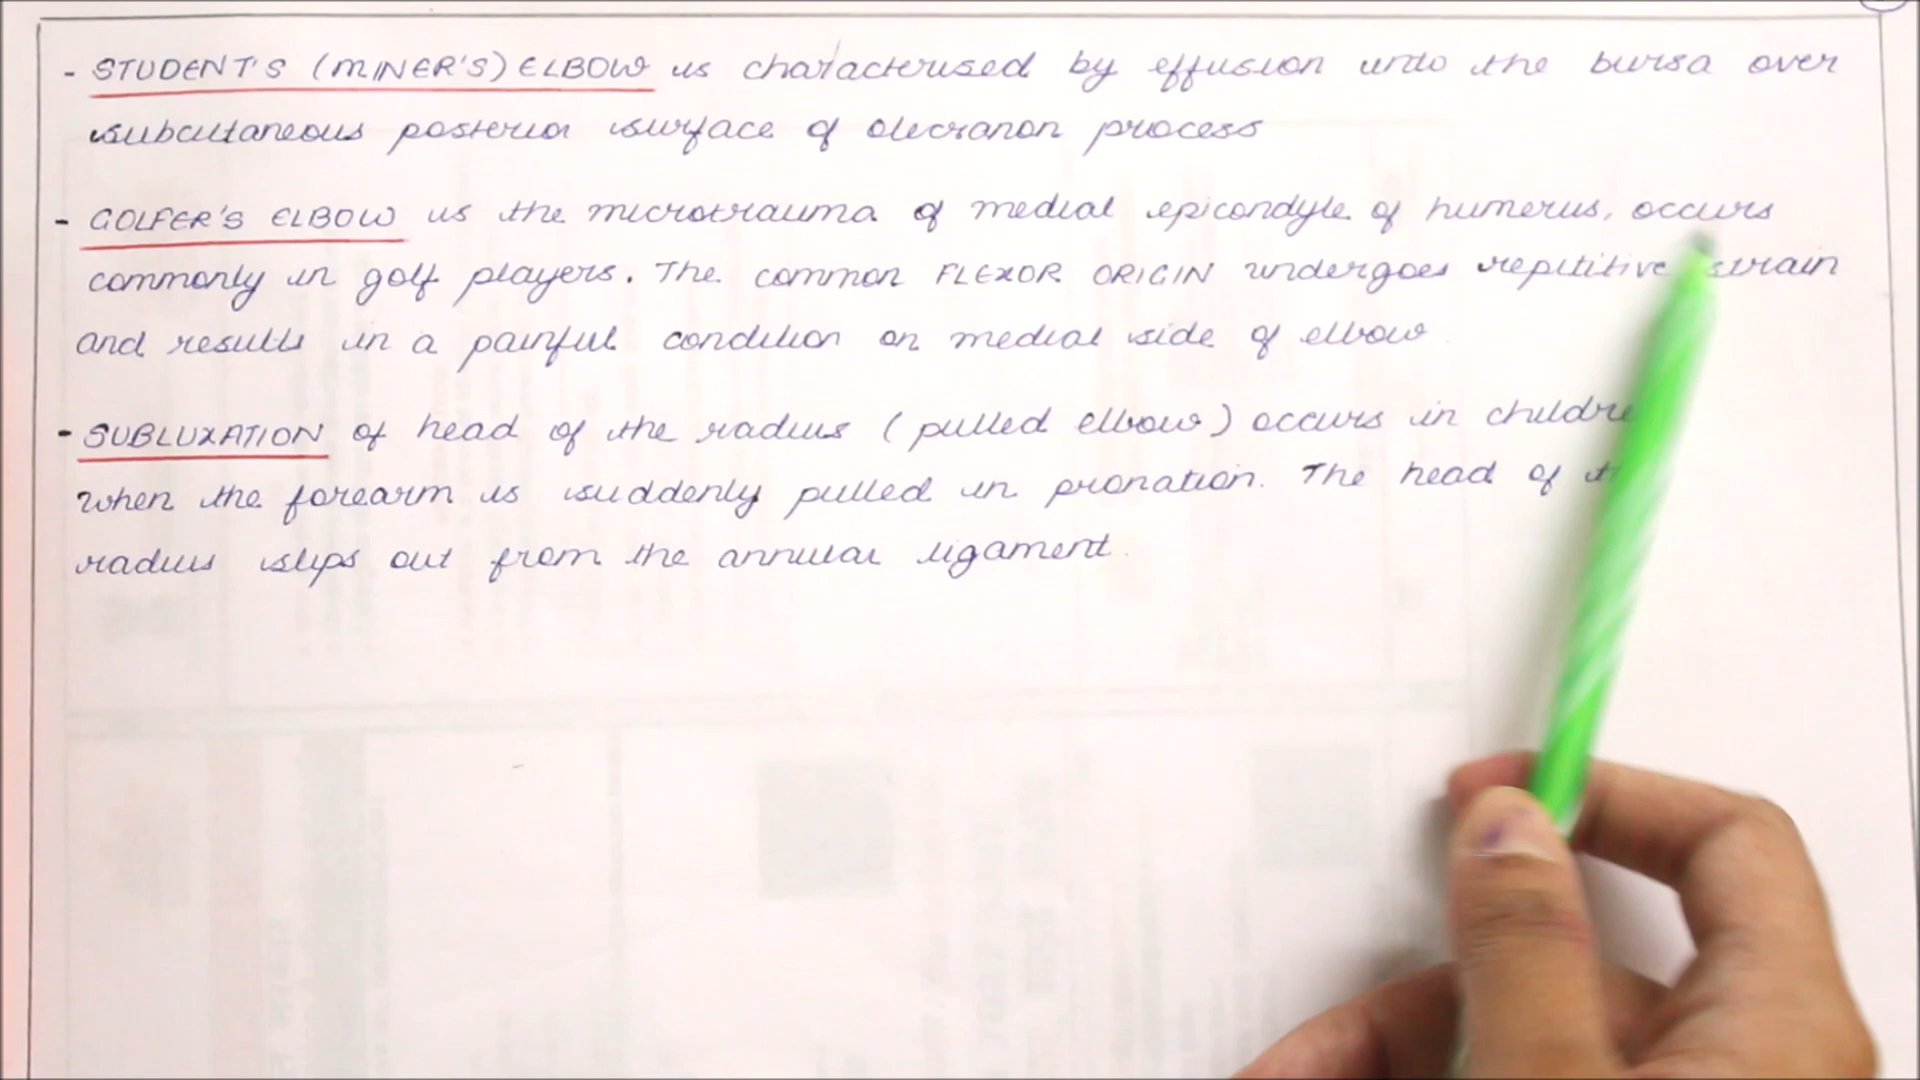 - STUDENT'S (MINER'S) ELBOW is characterised by effusion into the bursa over
subcutaneous posterior surface of olecranon process
- GOLFER'S ELBOW is the microtrauma of medial epicondyle of humerus, occurs
commonly in golf players. The common FLEXOR ORIGIN undergoes repititive strain
and results in a painful condition on medial side of elbow
- SUBLUXATION of head of the radius (pulled elbow) occurs in childre
when the forearm is suddenly pulled in pronation. The head of
radius slips out from the annular ligament.